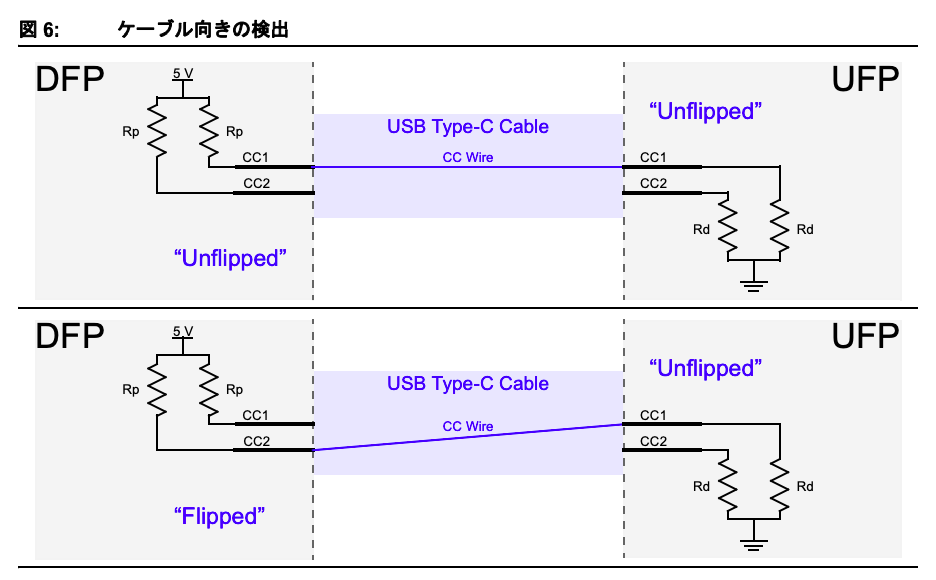 図 6: ケーブル向きの検出
DFP
5 V
Rp
Rp
CC1
CC2
"Unflipped"
USB Type-C Cable
CC Wire
UFP
"Unflipped"
CC1
CC2
Rd
Rd
DFP
5 V
Rp
Rp
CC1
CC2
"Flipped"
USB Type-C Cable
CC Wire
UFP
"Unflipped"
CC1
CC2
Rd
Rd